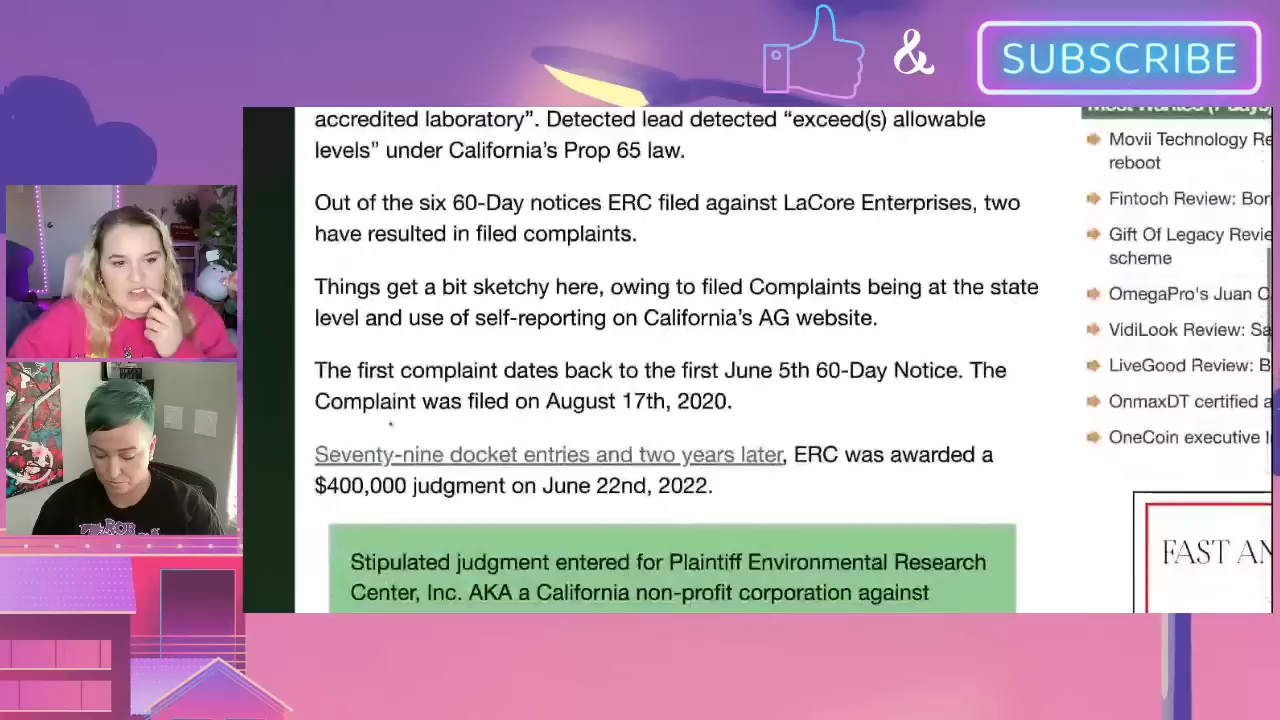 &
SUBSCRIBE
accredited laboratory”. Detected lead detected “exceed(s) allowable
levels” under California’s Prop 65 law.
Out of the six 60-Day notices ERC filed against LaCore Enterprises, two
have resulted in filed complaints.
Things get a bit sketchy here, owing to filed Complaints being at the state
level and use of self-reporting on California’s AG website.
The first complaint dates back to the first June 5th 60-Day Notice. The
Complaint was filed on August 17th, 2020.
Seventy-nine docket entries and two years later, ERC was awarded a
$400,000 judgment on June 22nd, 2022.
Stipulated judgment entered for Plaintiff Environmental Research
Center, Inc. AKA a California non-profit corporation against
Most Wanted (7 days
Movii Technology Re
reboot
Fintoch Review: Bor
Gift Of Legacy Revie
scheme
OmegaPro's Juan C
VidiLook Review: Sa
LiveGood Review: B
OnmaxDT certified a
OneCoin executive I
FAST AN